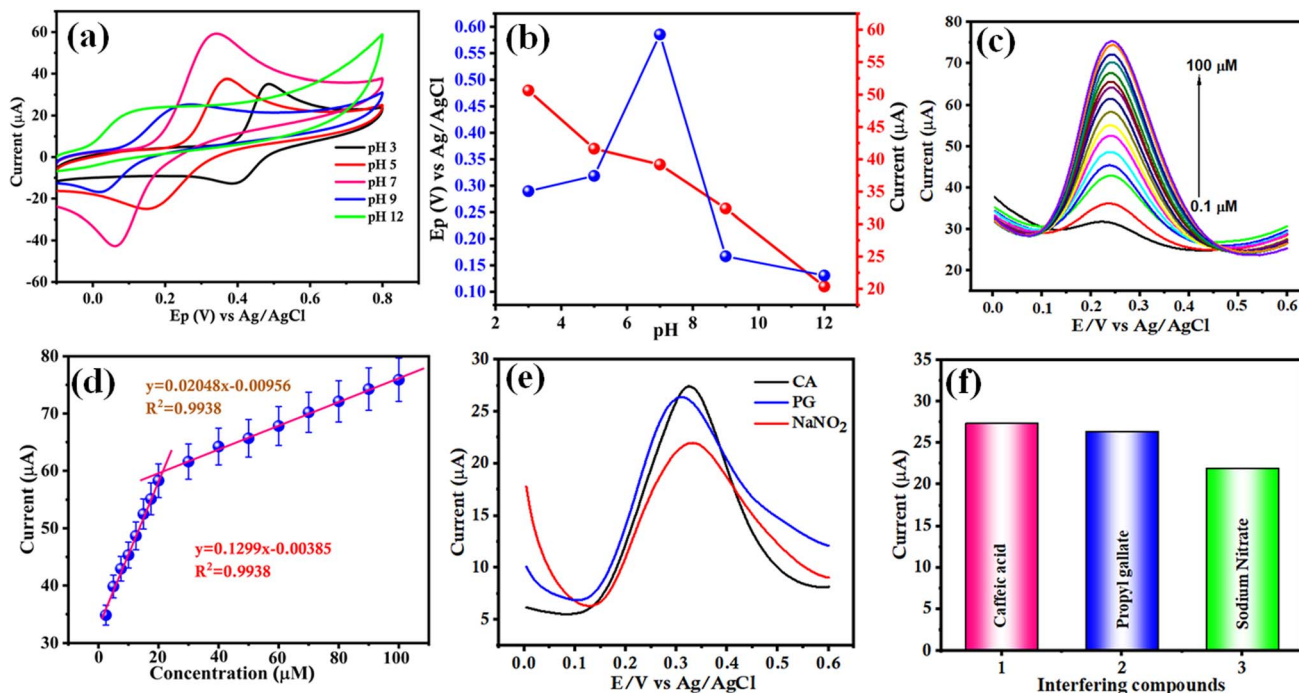 (a)
60
40
20
0
-20
-40
-60
Current (µA)
pH 3
pH 5
pH 7
pH 9
pH 12
0.0 0.2 0.4 0.6 0.8
Ep (V) vs Ag/AgCl
(b)
0.60
0.55
0.50
0.45
0.40
0.35
0.30
0.25
0.20
0.15
0.10
Ep (V) vs Ag/AgCl
60
55
50
45
40
35
30
25
20
Current (µA)
2 4 6 8 10 12
pH
(c)
80
70
60
50
40
30
20
Current (µA)
100 µM
0.1 µM
0.0 0.1 0.2 0.3 0.4 0.5 0.6
E/V vs Ag/AgCl
(d)
80
70
60
50
40
30
Current (µA)
y=0.02048x-0.00956
R²=0.9938
y=0.1299x-0.00385
R²=0.9938
0 20 40 60 80 100
Concentration (µM)
(e)
30
25
20
15
10
5
Current (µA)
CA
PG
NaNO₂
0.0 0.1 0.2 0.3 0.4 0.5 0.6
E/V vs Ag/AgCl
(f)
35
30
25
20
15
10
5
0
Current (µA)
Caffeic acid
Propyl gallate
Sodium Nitrate
1 2 3
Interfering compounds